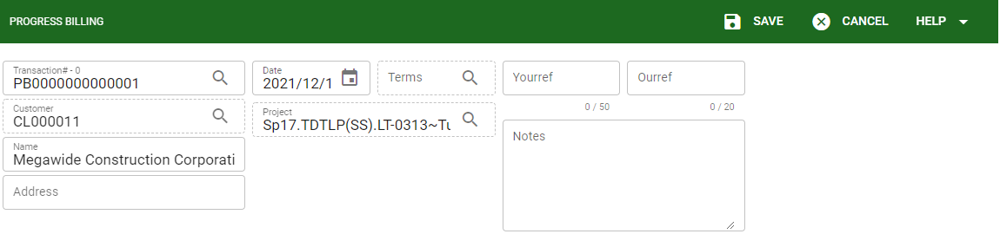 PROGRESS BILLING
SAVE
CANCEL
HELP
Transaction# - 0
PB0000000000001
Date
2021/12/1
Terms
Yourref
0 / 50
Ourref
0 / 20
Customer
CL000011
Project
Sp17.TDTLP(SS).LT-0313~Tu
Name
Megawide Construction Corporati
Address
Notes